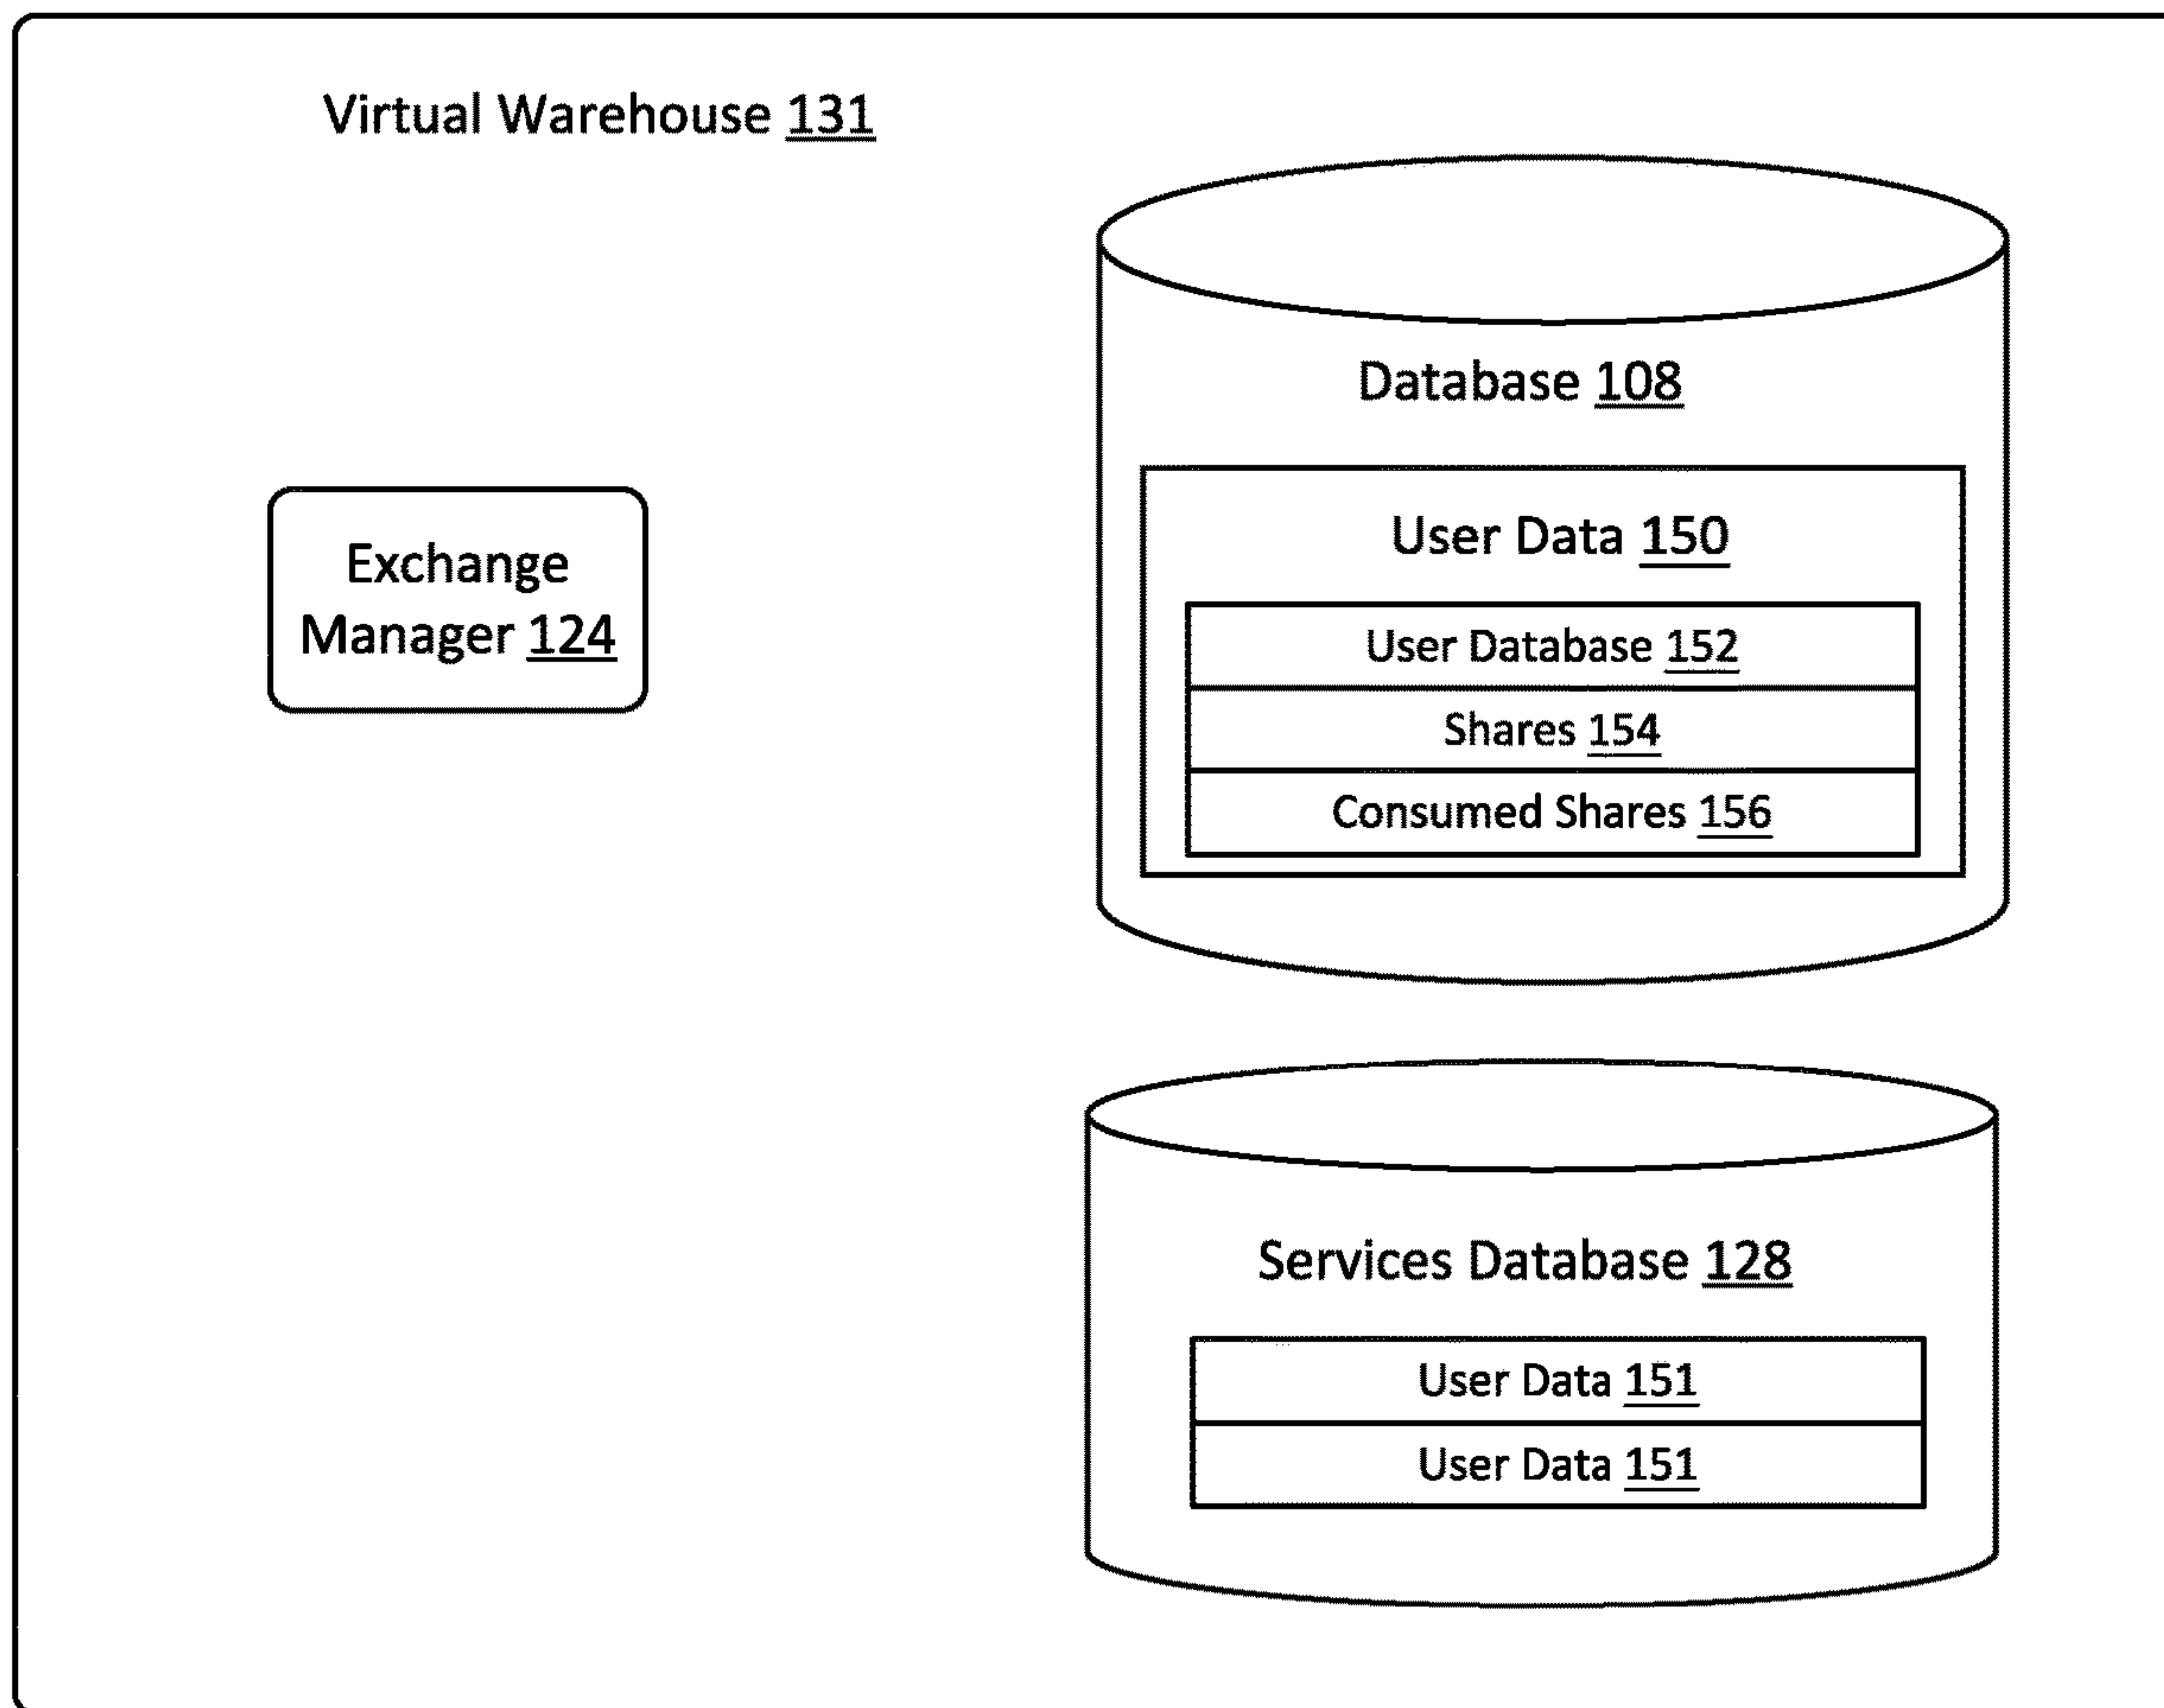 Virtual Warehouse 131
Database 108
User Data 150
User Database 152
Shares 154
Consumed Shares 156
Exchange
Manager 124
Services Database 128
User Data 151
User Data 151